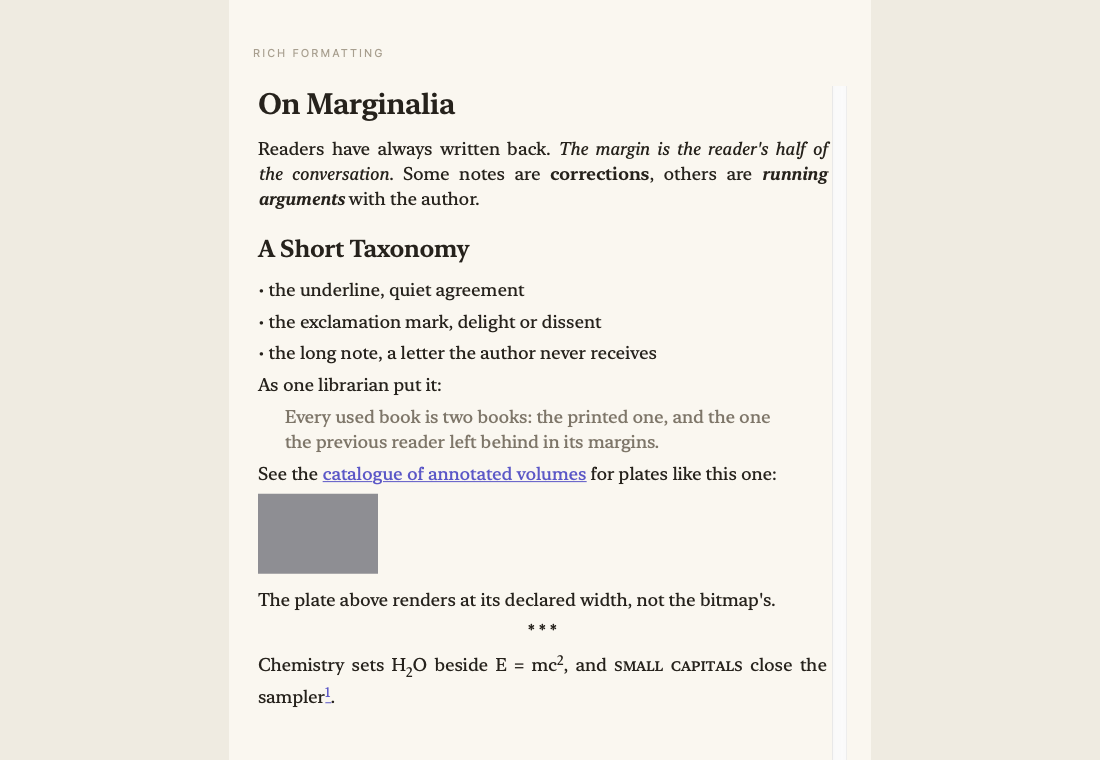 RICH FORMATTING
On Marginalia
Readers have always written back. The margin is the reader's half of
the conversation. Some notes are corrections, others are running
arguments with the author.
A Short Taxonomy
• the underline, quiet agreement
• the exclamation mark, delight or dissent
• the long note, a letter the author never receives
As one librarian put it:
Every used book is two books: the printed one, and the one
the previous reader left behind in its margins.
See the catalogue of annotated volumes for plates like this one:
The plate above renders at its declared width, not the bitmap's.
* * *
Chemistry sets H₂O beside E = mc², and SMALL CAPITALS close the
sampler¹.